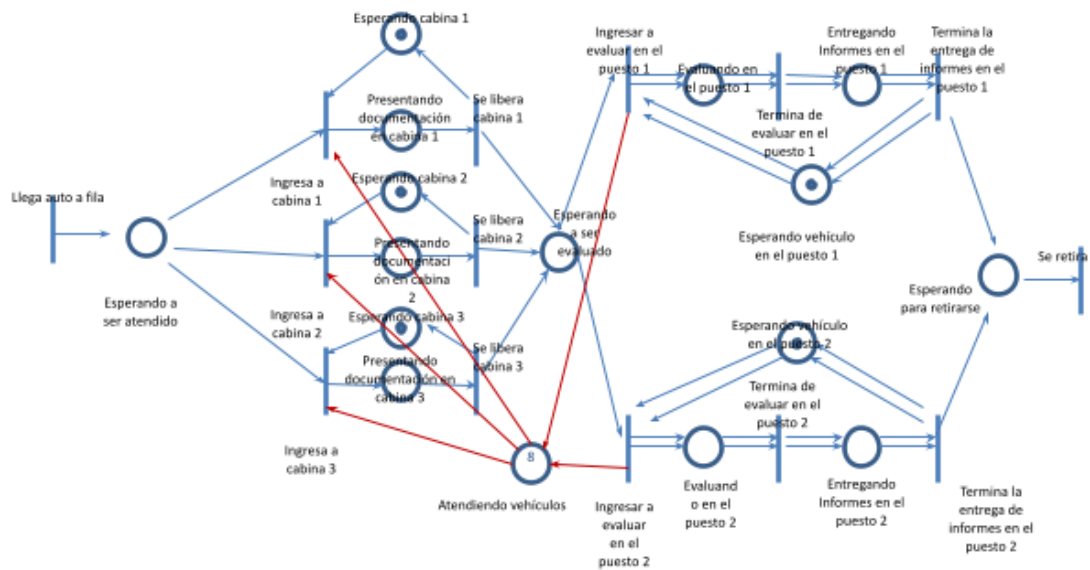 Esperando cabina 1
Ingresar a
evaluar en el
puesto 1
Entregando
Informes en el
puesto 1
Termina la
entrega de
informes en el
puesto 1
Evaluando en
el puesto 1
Presentando
documentación
en cabina 1
Se libera
cabina 1
Termina de
evaluar en el
puesto 1
Llega auto a fila
Ingresa a
cabina 1
Esperando cabina 2
Se libera
cabina 2
Esperando
a ser
evaluado
Presentando
documentaci
ón en cabina
2
Esperando vehículo
en el puesto 1
Se retira
Esperando a
ser atendido
Esperando
para retirarse
Ingresa a
cabina 2
Esperando cabina 3
Esperando vehículo
en el puesto 2
Se libera
cabina 3
Presentando
documentación en
cabina 3
Termina de
evaluar en el
puesto 2
Ingresa a
cabina 3
8
Atendiendo vehículos
Ingresar a
evaluar
en el
puesto 2
Evaluand
o en el
puesto 2
Entregando
Informes en el
puesto 2
Termina la
entrega de
informes en el
puesto 2